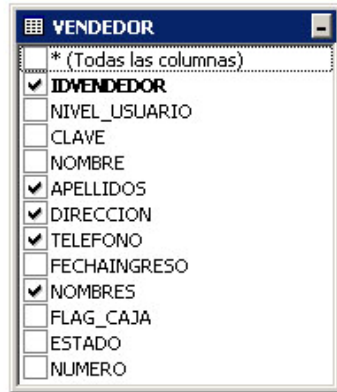 VENDEDOR
* (Todas las columnas)
IDVENDEDOR
NIVEL_USUARIO
CLAVE
NOMBRE
APELLIDOS
DIRECCION
TELEFONO
FECHAINGRESO
NOMBRES
FLAG_CAJA
ESTADO
NUMERO